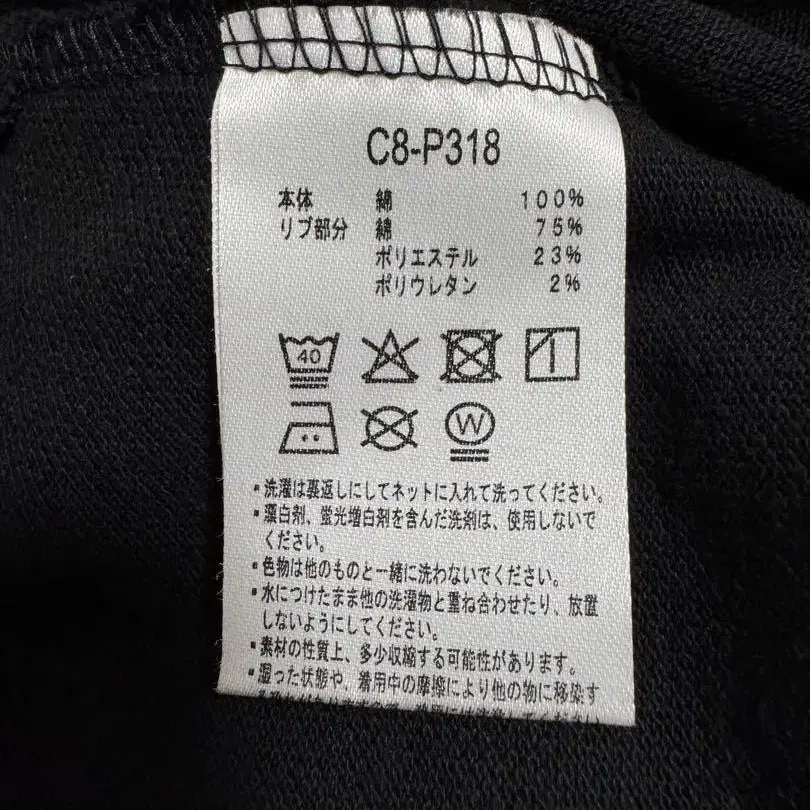 C8-P318
本体 綿 100%
リブ部分 綿 75%
ポリエステル 23%
ポリウレタン 2%
40
W
・洗濯は裏返しにしてネットに入れて洗ってください。
・漂白剤、蛍光増白剤を含んだ洗剤は、使用しないで
ください。
・色物は他のものと一緒に洗わないでください。
・水につけたまま他の洗濯物と重ね合わせたり、放置
しないようにしてください。
・素材の性質上、多少収縮する可能性があります。
・湿った状態や、着用中の摩擦により他の物に移染す